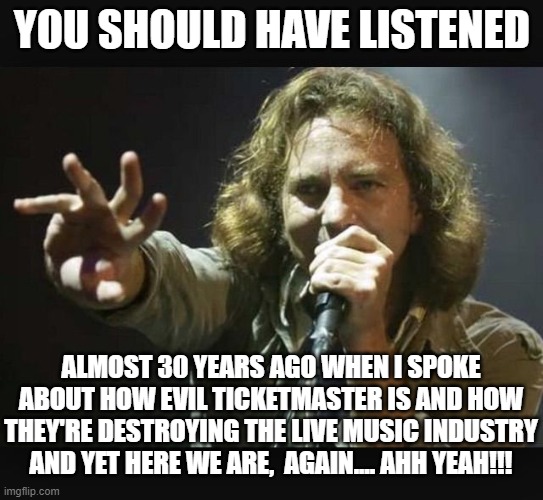 YOU SHOULD HAVE LISTENED
ALMOST 30 YEARS AGO WHEN I SPOKE
ABOUT HOW EVIL TICKETMASTER IS AND HOW
THEY'RE DESTROYING THE LIVE MUSIC INDUSTRY
AND YET HERE WE ARE, AGAIN.... AHH YEAH!!!
imgflip.com